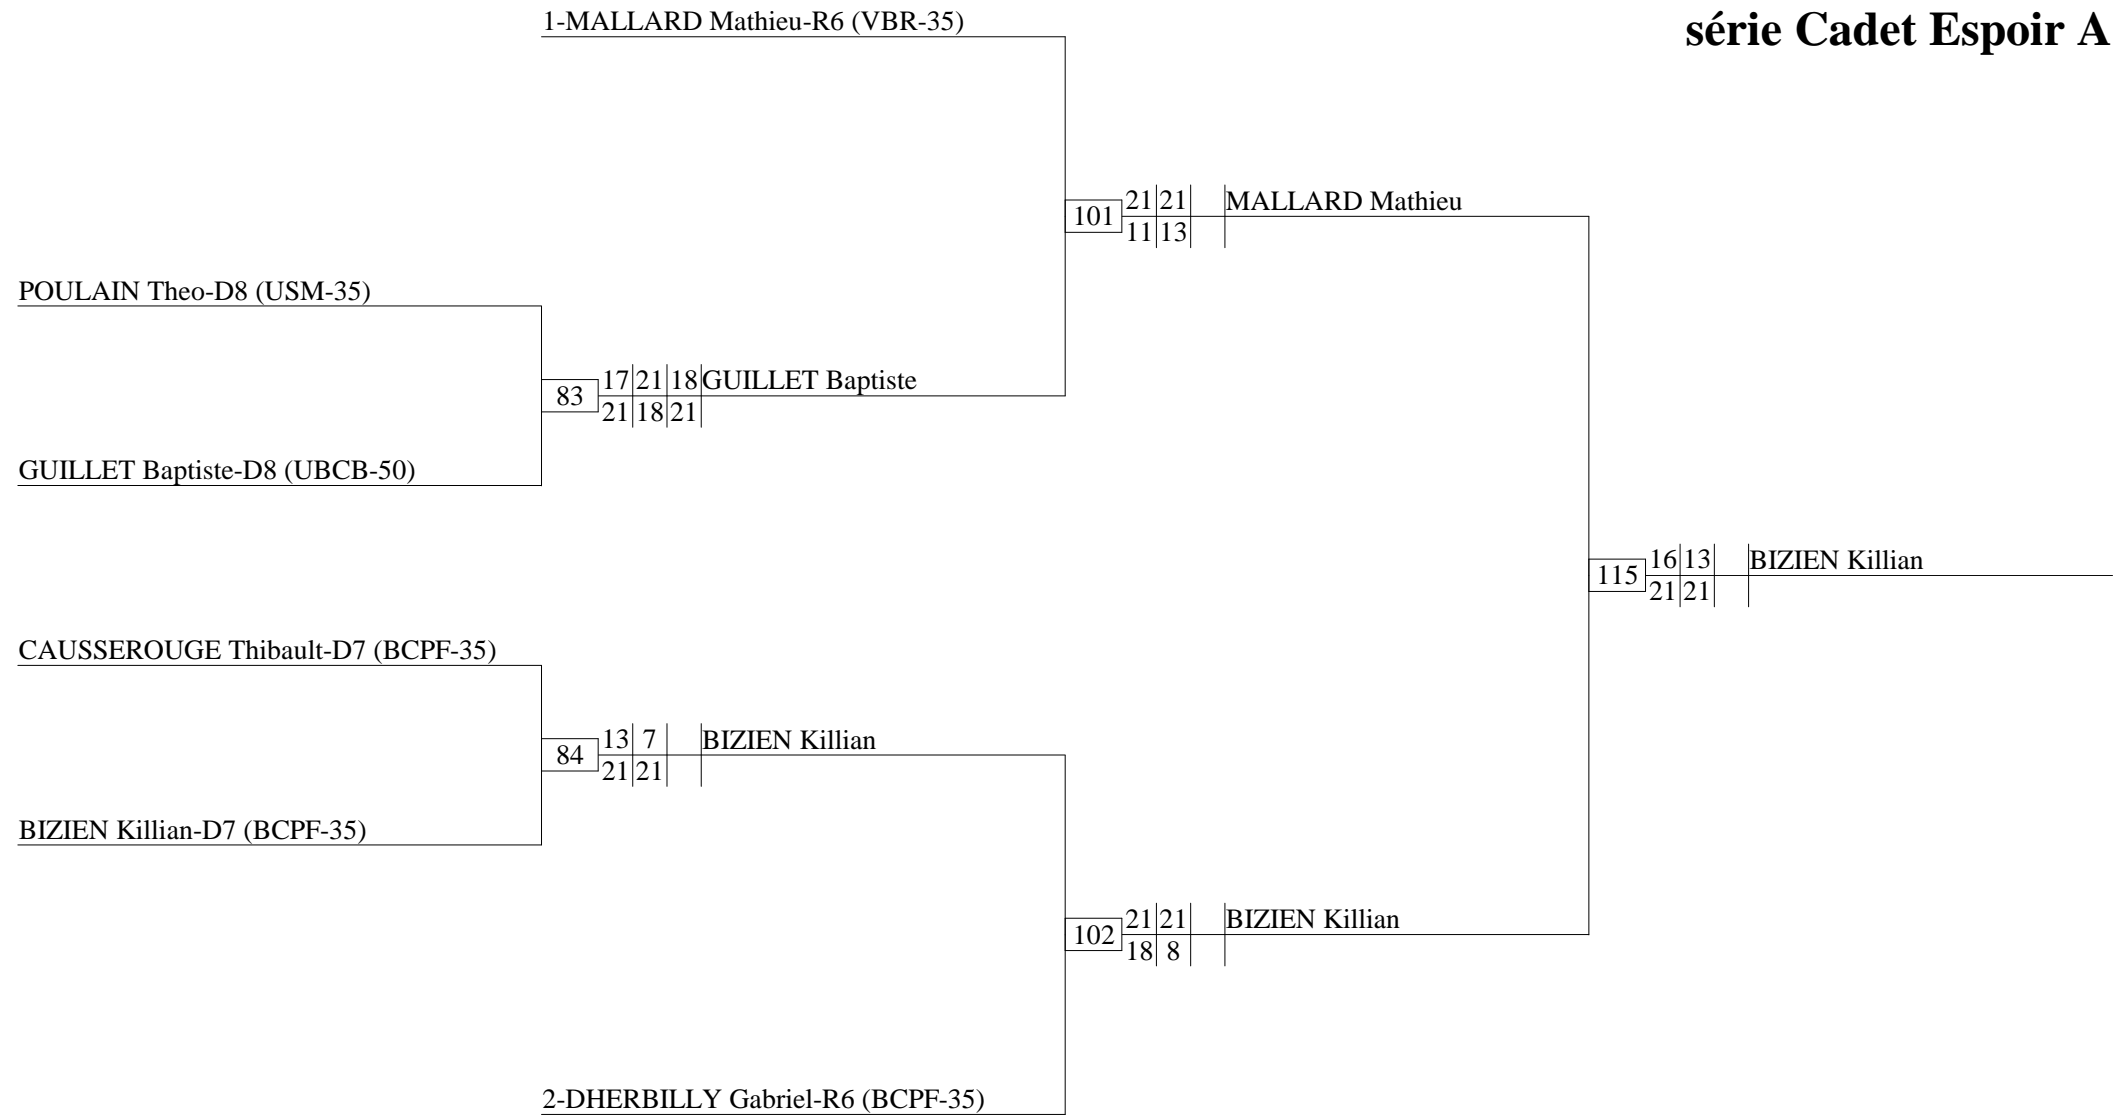 1-MALLARD Mathieu-R6 (VBR-35)
série Cadet Espoir A
21 21 MALLARD Mathieu
101
11 13
POULAIN Theo-D8 (USM-35)
17 21 18 GUILLET Baptiste
83
21 18 21
GUILLET Baptiste-D8 (UBCB-50)
16 13 BIZIEN Killian
115
21 21
CAUSSEROUGE Thibault-D7 (BCPF-35)
13 7 BIZIEN Killian
84
21 21
BIZIEN Killian-D7 (BCPF-35)
21 21 BIZIEN Killian
102
18 8
2-DHERBILLY Gabriel-R6 (BCPF-35)